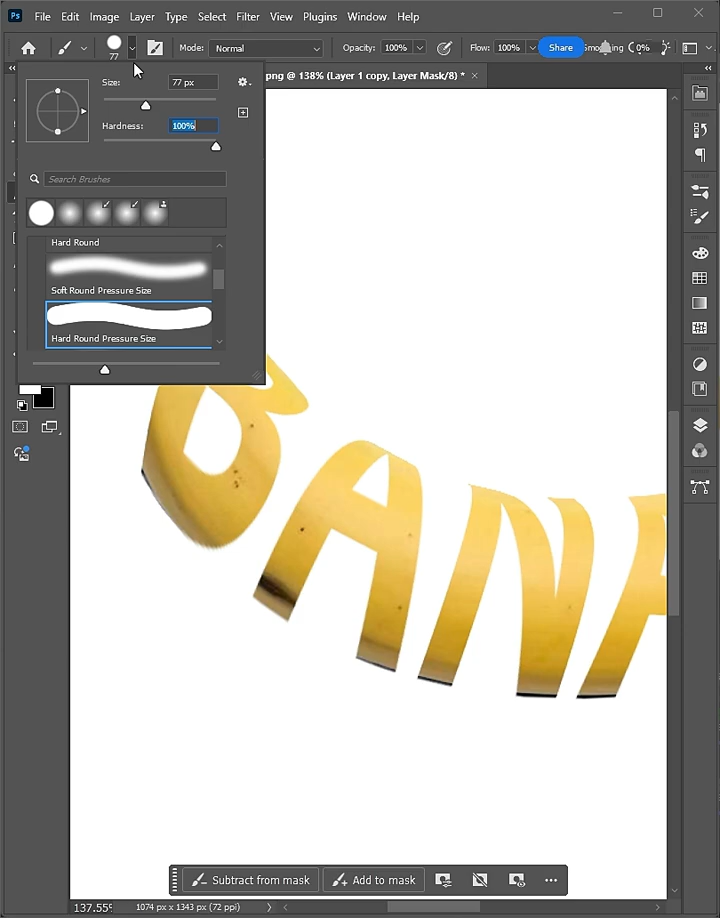 Ps File Edit Image Layer Type Select Filter View Plugins Window Help
77 Mode: Normal Opacity: 100% Flow: 100% Share Smoothing 0%
png @ 138% (Layer 1 copy, Layer Mask/8) *
Size: 77 px
Hardness: 100%
Search Brushes
Hard Round
Soft Round Pressure Size
Hard Round Pressure Size
BANA
Subtract from mask Add to mask
137.55% 1074 px x 1343 px (72 ppi)